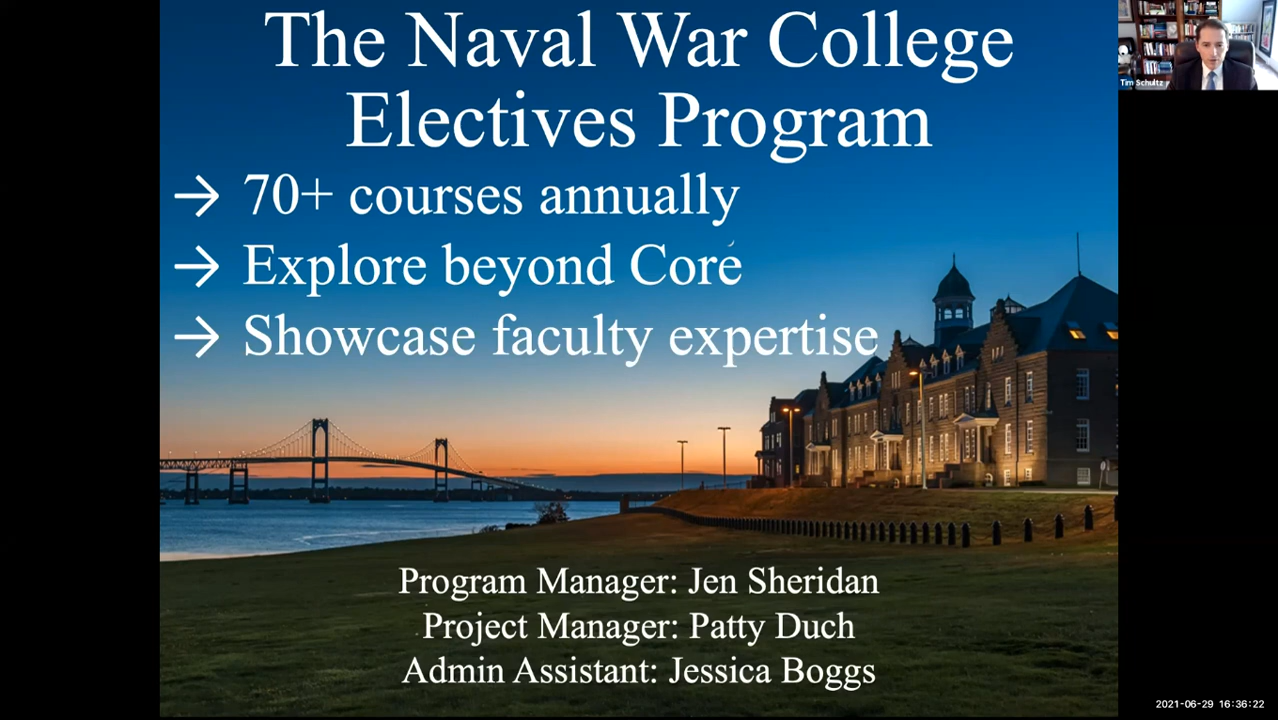 The Naval War College
Electives Program
→ 70+ courses annually
→ Explore beyond Core
→ Showcase faculty expertise
Program Manager: Jen Sheridan
Project Manager: Patty Duch
Admin Assistant: Jessica Boggs
Tim Schultz
2021-06-29 16:36:22